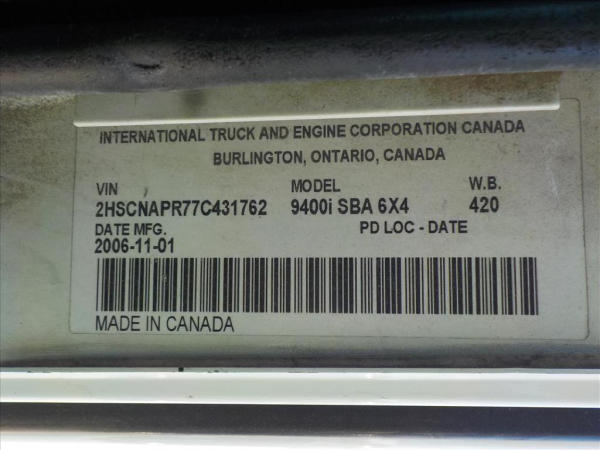 INTERNATIONAL TRUCK AND ENGINE CORPORATION CANADA
BURLINGTON, ONTARIO, CANADA
VIN MODEL W.B.
2HSCNAPR77C431762 9400i SBA 6X4 420
DATE MFG. PD LOC - DATE
2006-11-01
MADE IN CANADA